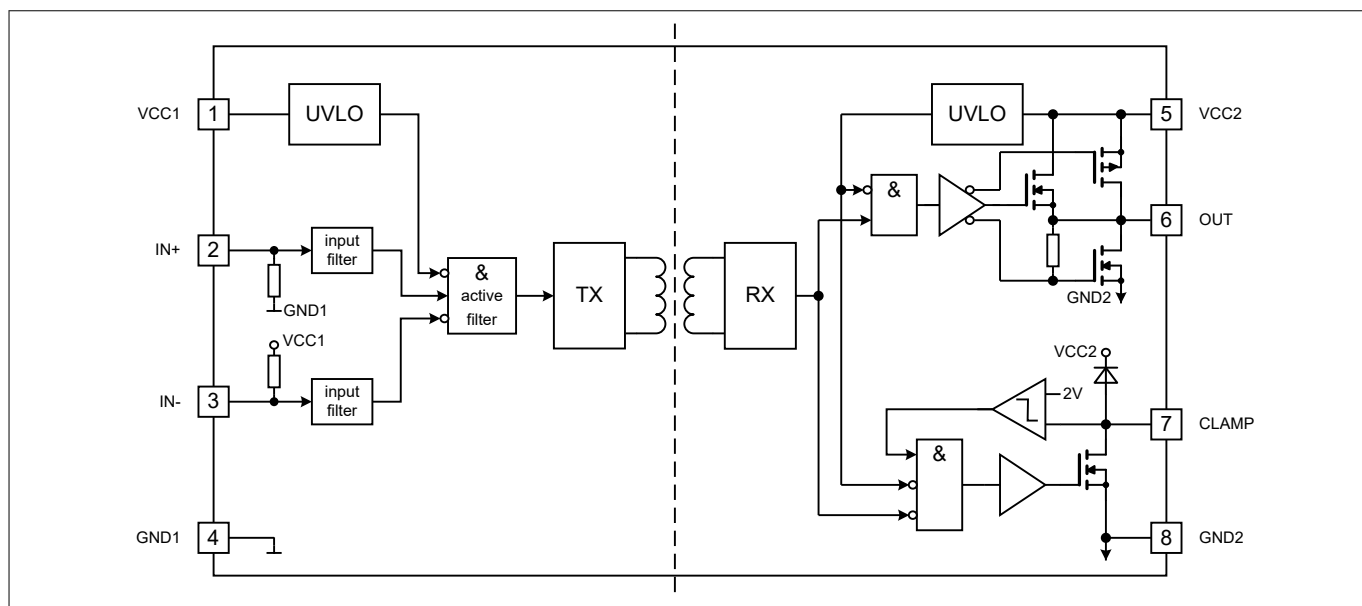 VCC1
1
UVLO
UVLO
5
VCC2
&
IN+
2
input
filter
6
OUT
GND1
&
active
filter
TX
RX
GND2
VCC1
VCC2
IN-
3
input
filter
2V
7
CLAMP
&
GND1
4
8
GND2